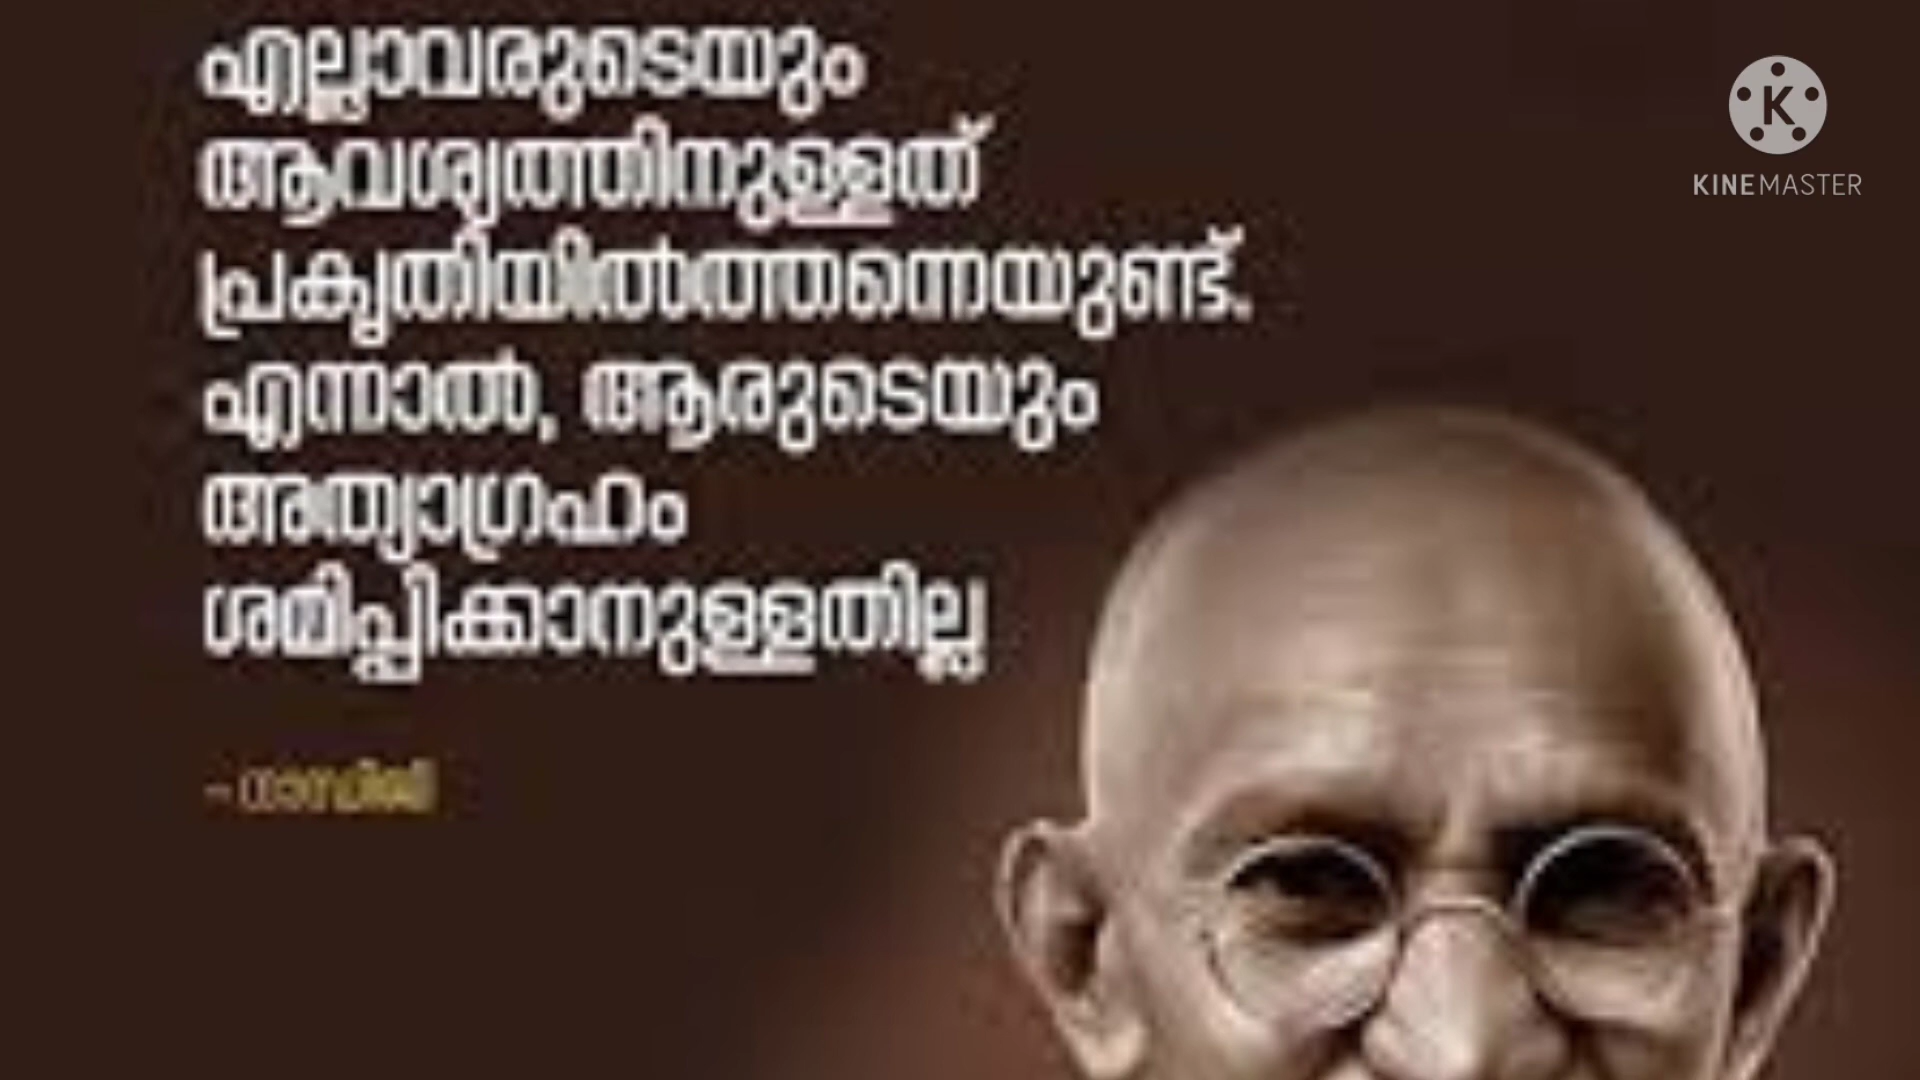 എല്ലാവരുടെയും
ആവശ്യത്തിനുള്ളത്
പ്രകൃതിയിൽത്തന്നെയുണ്ട്.
എന്നാൽ, ആരുടെയും
അത്യാഗ്രഹം
ശമിപ്പിക്കാനുള്ളതില്ല
- ഗാന്ധിജി
K
KINEMASTER